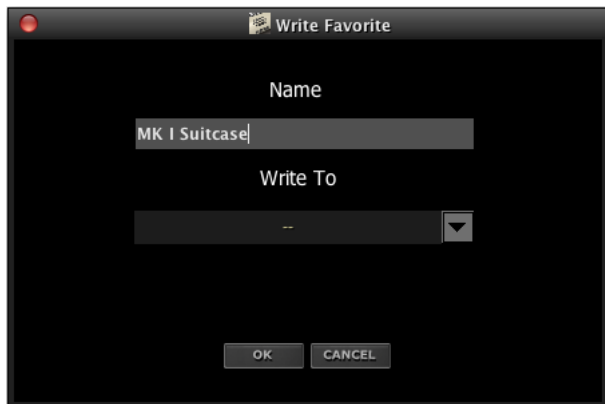 Write Favorite
Name
MK I Suitcase
Write To
--
OK CANCEL